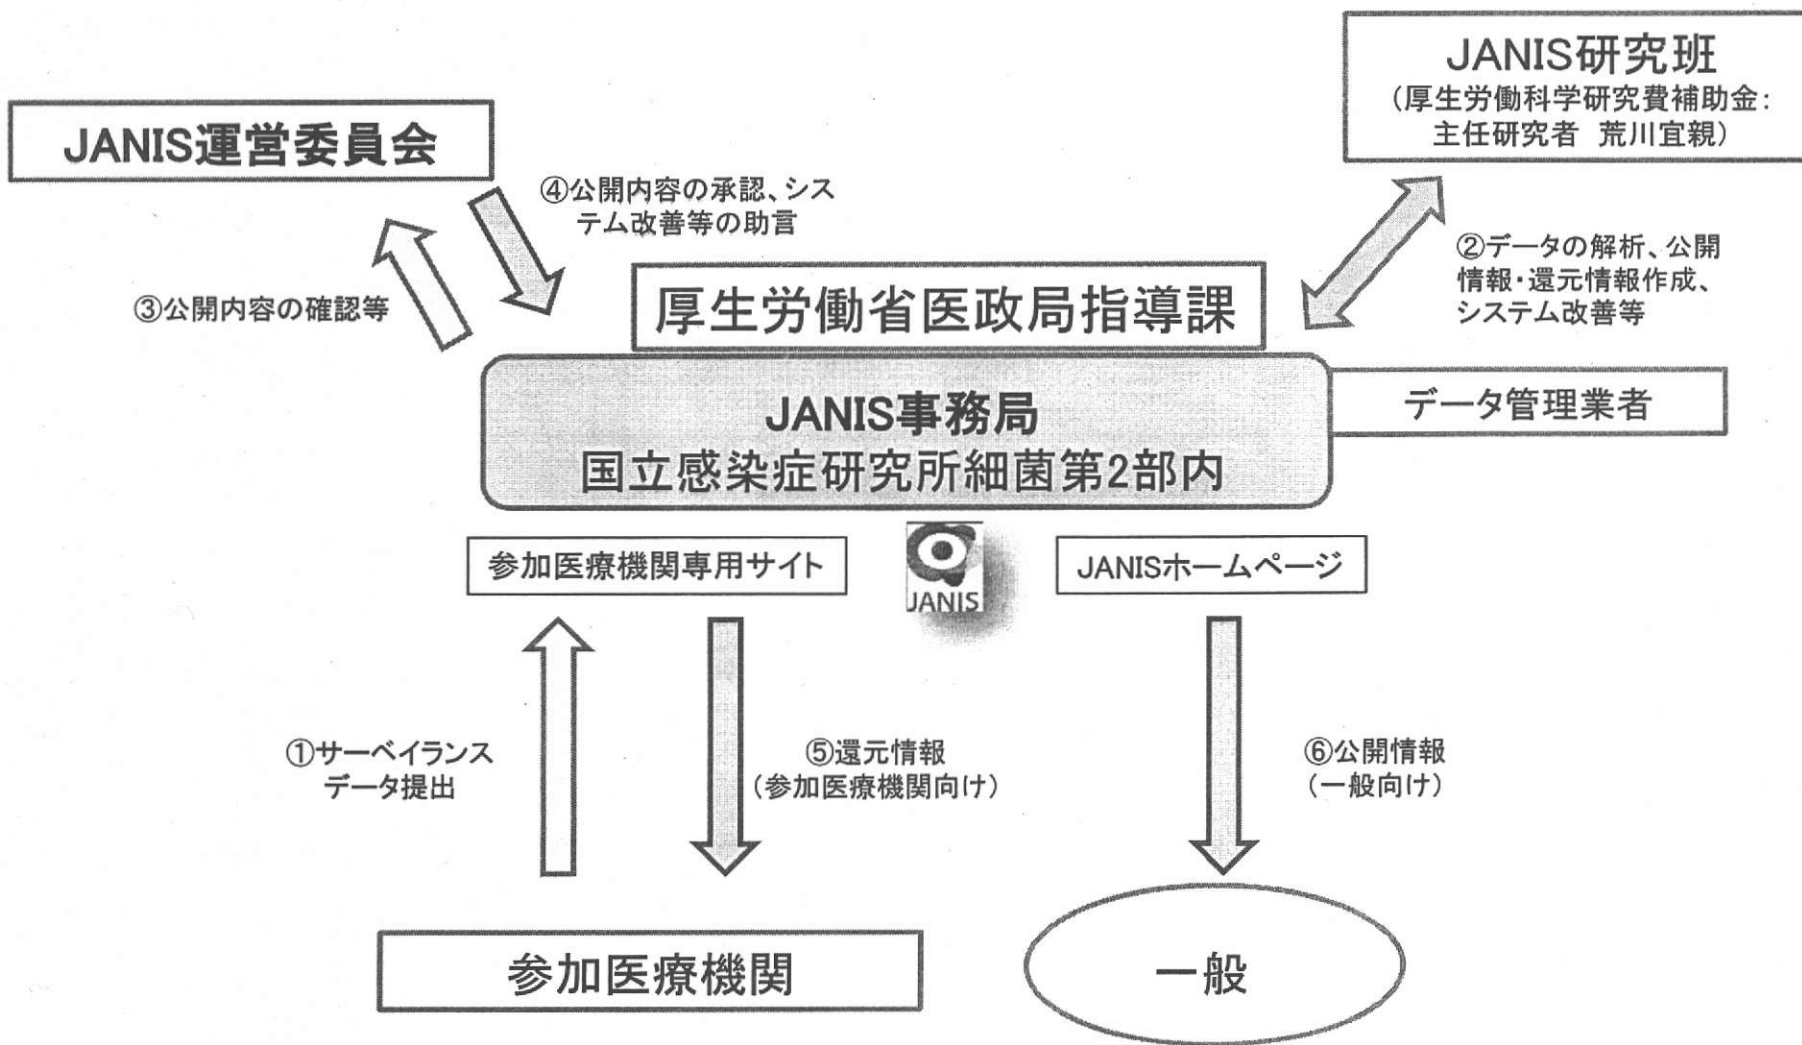 JANIS研究班
(厚生労働科学研究費補助金:
主任研究者 荒川宜親)
JANIS運営委員会
④公開内容の承認、シス
テム改善等の助言
②データの解析、公開
情報・還元情報作成、
システム改善等
③公開内容の確認等
厚生労働省医政局指導課
JANIS事務局
国立感染症研究所細菌第2部内
データ管理業者
参加医療機関専用サイト
JANIS
JANISホームページ
①サーベイランス
データ提出
⑤還元情報
(参加医療機関向け)
⑥公開情報
(一般向け)
参加医療機関
一般